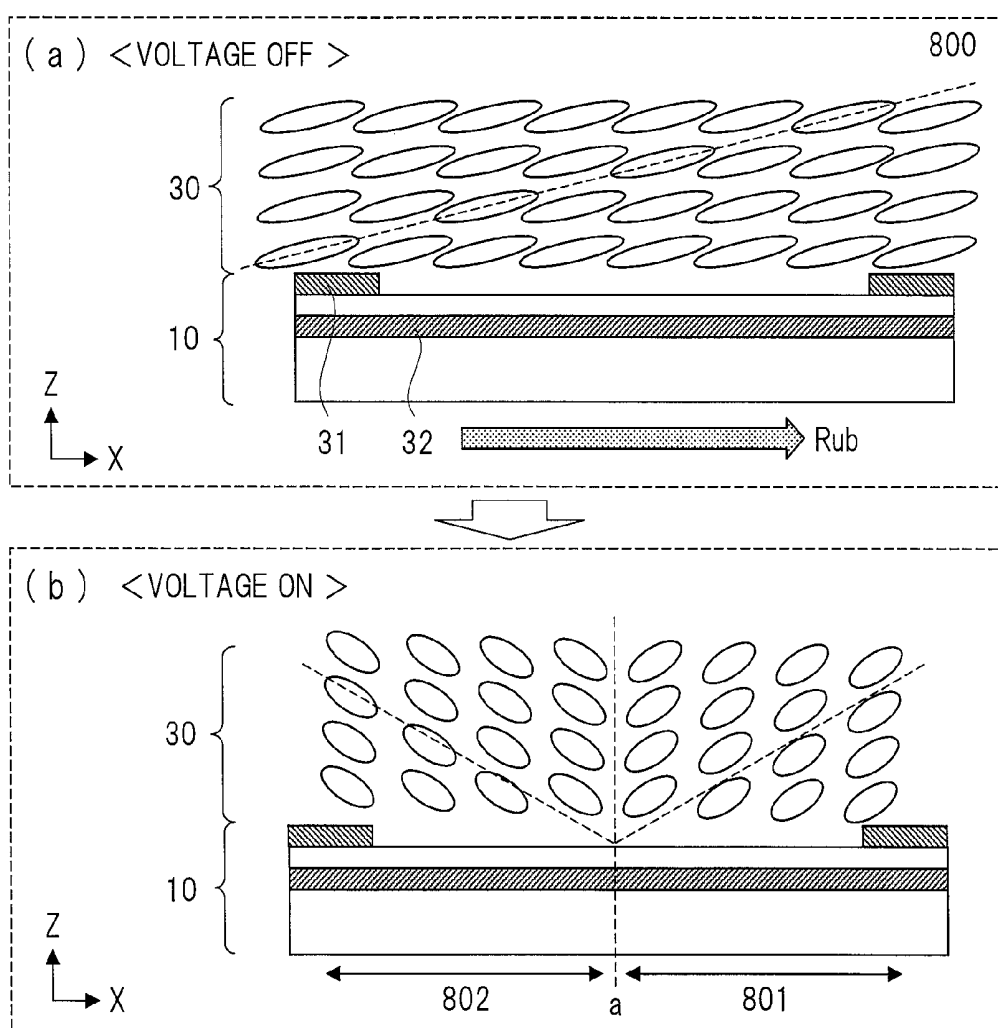 (a) <VOLTAGE OFF>
800
30
10
Z
X
31
32
Rub
(b) <VOLTAGE ON>
30
10
Z
X
802
a
801